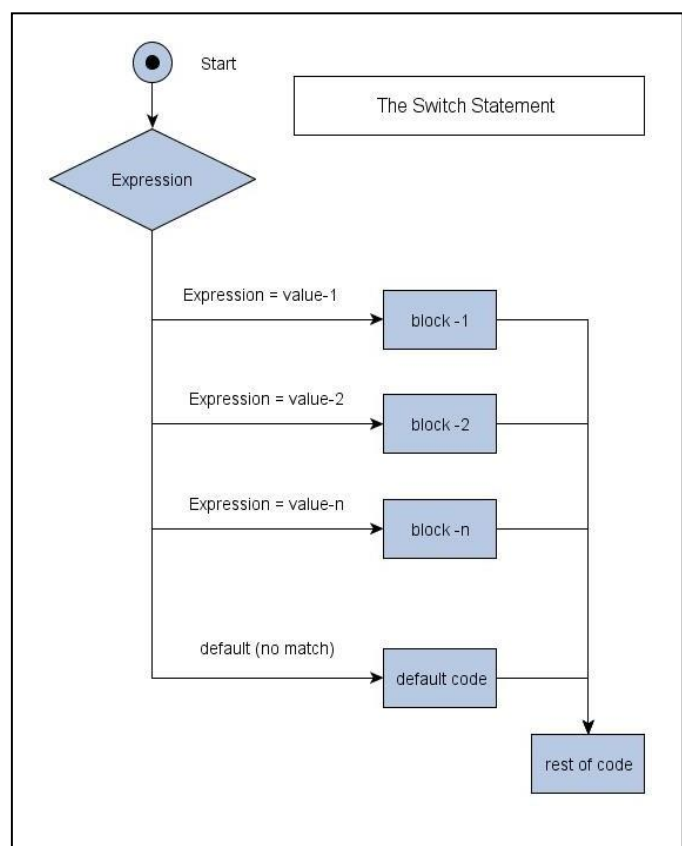 Start
The Switch Statement
Expression
Expression = value-1
block -1
Expression = value-2
block -2
Expression = value-n
block -n
default (no match)
default code
rest of code